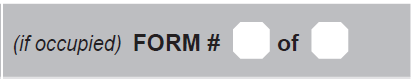 (if occupied) FORM # of